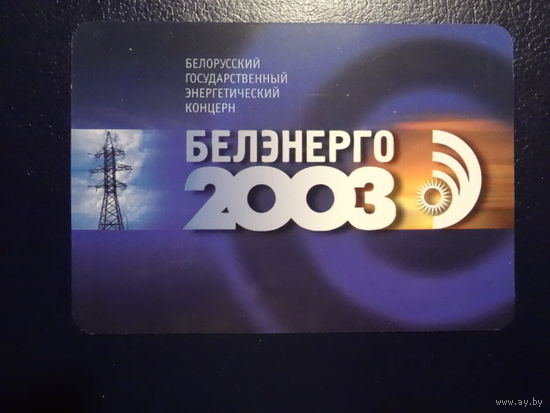 БЕЛОРУССКИЙ
ГОСУДАРСТВЕННЫЙ
ЭНЕРГЕТИЧЕСКИЙ
КОНЦЕРН
БЕЛЭНЕРГО
2003
www.ay.by